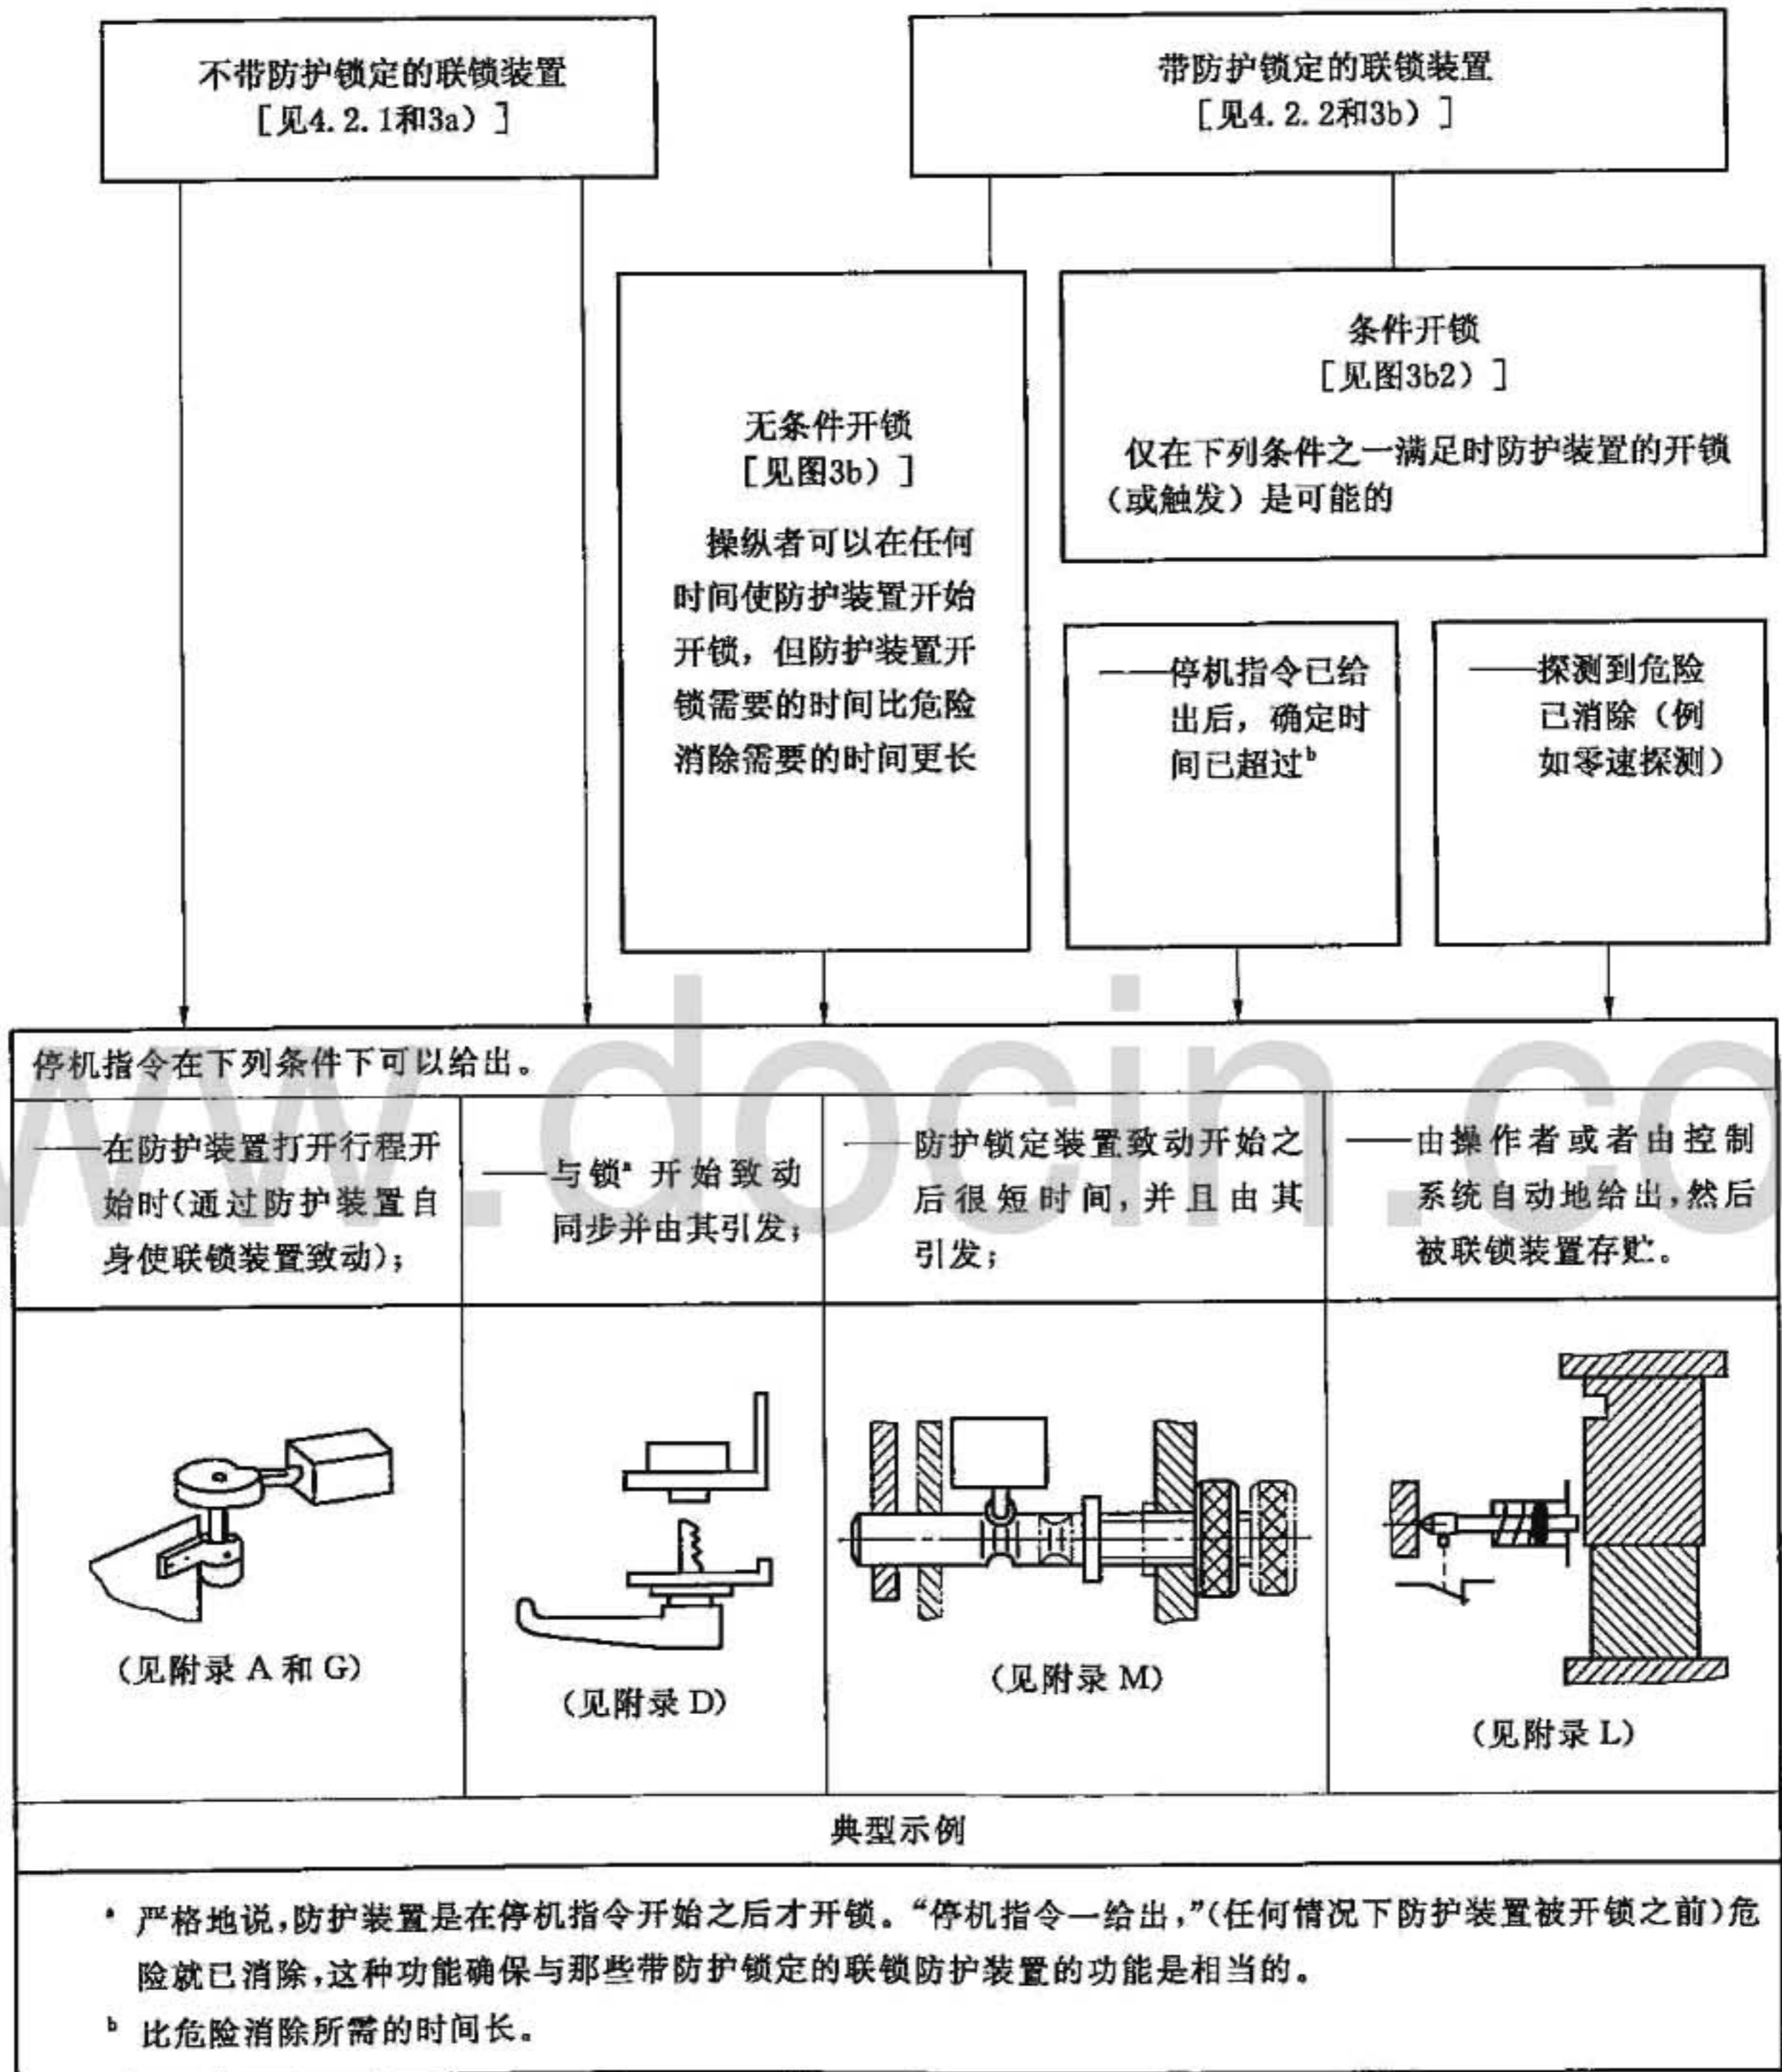 不带防护锁定的联锁装置
[见4.2.1和3a)]
带防护锁定的联锁装置
[见4.2.2和3b)]
无条件开锁
[见图3b)]
操纵者可以在任何
时间使防护装置开始
开锁，但防护装置开
锁需要的时间比危险
消除需要的时间更长
条件开锁
[见图3b2)]
仅在下列条件之一满足时防护装置的开锁
（或触发）是可能的
——停机指令已给
出后，确定时
间已超过b
——探测到危险
已消除（例
如零速探测）
停机指令在下列条件下可以给出。
——在防护装置打开行程开
始时(通过防护装置自
身使联锁装置致动)；
——与锁a 开始致动
同步并由其引发；
——防护锁定装置致动开始之
后很短时间，并且由其
引发；
——由操作者或者由控制
系统自动地给出，然后
被联锁装置存贮。
(见附录 A 和 G)
(见附录 D)
(见附录 M)
(见附录 L)
典型示例
a 严格地说，防护装置是在停机指令开始之后才开锁。“停机指令一给出，”(任何情况下防护装置被开锁之前)危
险就已消除，这种功能确保与那些带防护锁定的联锁防护装置的功能是相当的。
b 比危险消除所需的时间长。
ww.docin.co